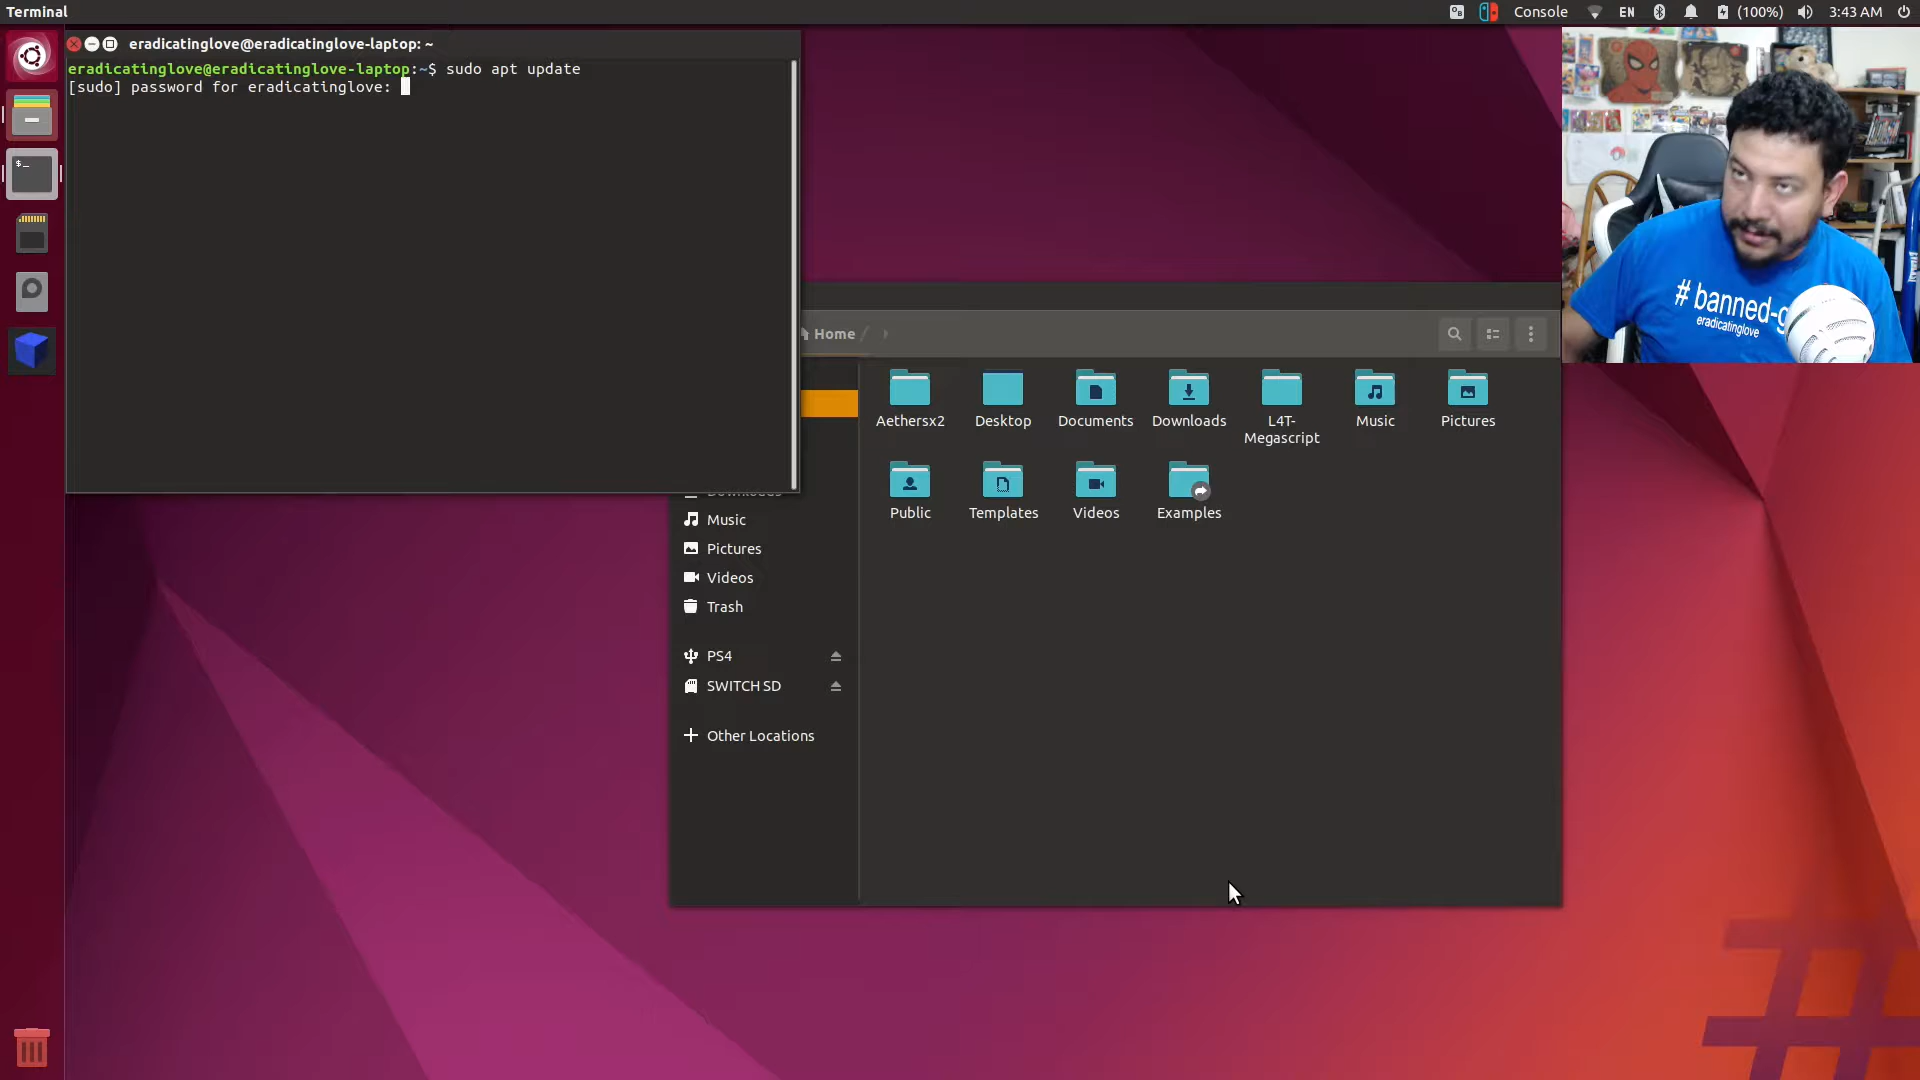 Terminal
Console
EN
(100%)
3:43 AM
eradicatinglove@eradicatinglove-laptop: ~
eradicatinglove@eradicatinglove-laptop:~$ sudo apt update
[sudo] password for eradicatinglove:
# banned-g
eradicatinglove
Home /
Aethersx2
Desktop
Documents
Downloads
L4T-
Megascript
Music
Pictures
Public
Templates
Videos
Examples
Downloads
Music
Pictures
Videos
Trash
PS4
SWITCH SD
Other Locations
$_
#